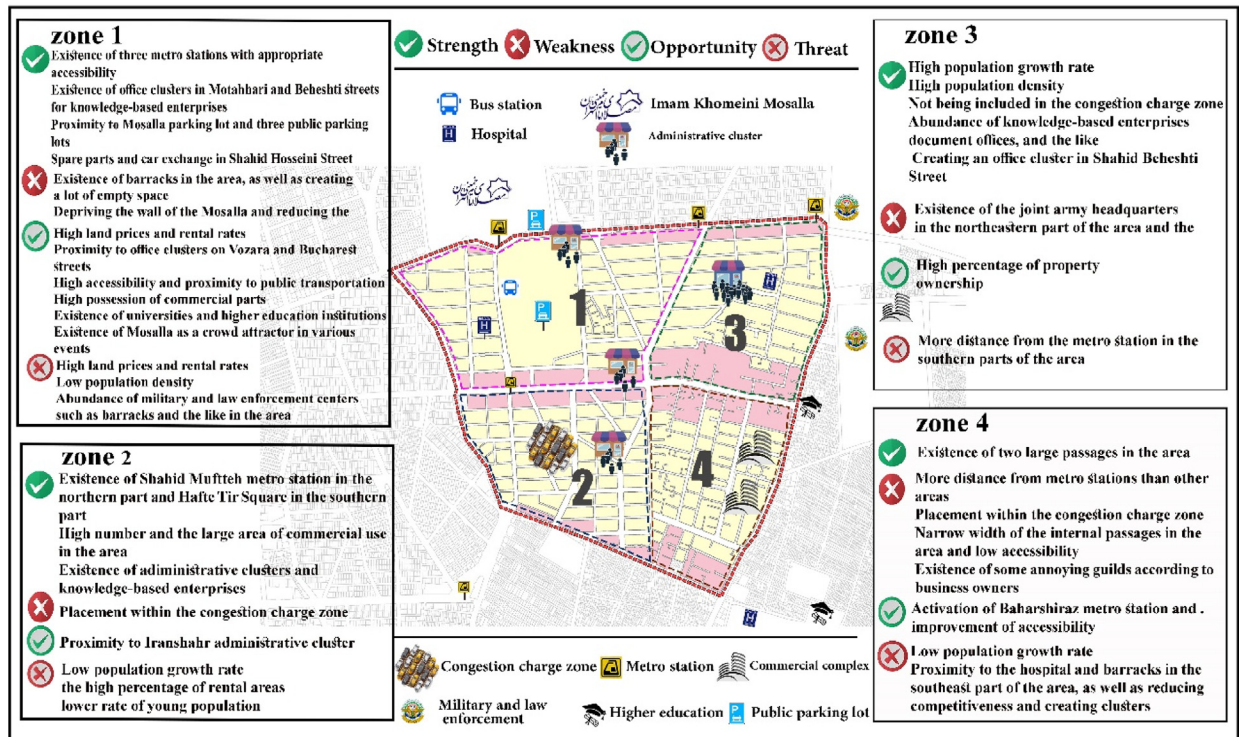 zone 1
Existence of three metro stations with appropriate
accessibility
Existence of office clusters in Motahhari and Beheshti streets
for knowledge-based enterprises
Proximity to Mosalla parking lot and three public parking
lots
Spare parts and car exchange in Shahid Hosseini Street
Existence of barracks in the area, as well as creating
a lot of empty space
Depriving the wall of the Mosalla and reducing the
High land prices and rental rates
Proximity to office clusters on Vozara and Bucharest
streets
High accessibility and proximity to public transportation
High possession of commercial parts
Existence of universities and higher education institutions
Existence of Mosalla as a crowd attractor in various
events
High land prices and rental rates
Low population density
Abundance of military and law enforcement centers
such as barracks and the like in the area
zone 2
Existence of Shahid Muftteh metro station in the
northern part and Hafte Tir Square in the southern
part
High number and the large area of commercial use
in the area
Existence of adiministrative clusters and
knowledge-based enterprises
Placement within the congestion charge zone
Proximity to Iranshahr administrative cluster
Low population growth rate
the high percentage of rental areas
lower rate of young population
Strength Weakness Opportunity Threat
Bus station
Imam Khomeini Mosalla
Hospital
Administrative cluster
P
H
1
P
H
3
2
4
H
Congestion charge zone Metro station Commercial complex
Military and law
enforcement
Higher education
P
Public parking lot
zone 3
High population growth rate
High population density
Not being included in the congestion charge zone
Abundance of knowledge-based enterprises
document offices, and the like
Creating an office cluster in Shahid Beheshti
Street
Existence of the joint army headquarters
in the northeastern part of the area and the
High percentage of property
ownership
More distance from the metro station in the
southern parts of the area
zone 4
Existence of two large passages in the area
More distance from metro stations than other
areas
Placement within the congestion charge zone
Narrow width of the internal passages in the
area and low accessibility
Existence of some annoying guilds according to
business owners
Activation of Baharshiraz metro station and .
improvement of accessibility
Low population growth rate
Proximity to the hospital and barracks in the
southeast part of the area, as well as reducing
competitiveness and creating clusters